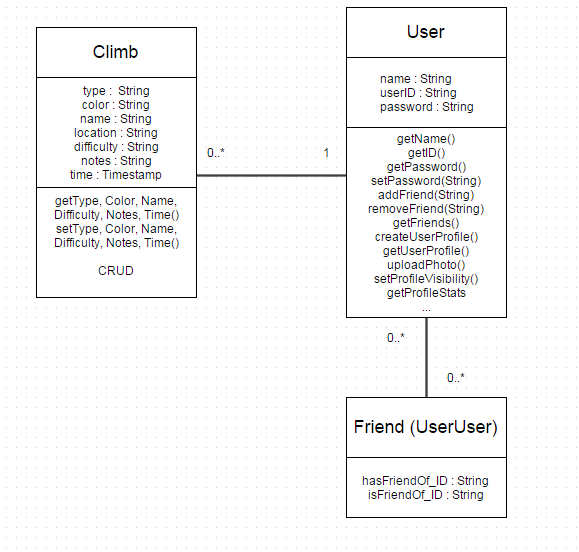 Climb
type : String
color : String
name : String
location : String
difficulty : String
notes : String
time : Timestamp
getType, Color, Name,
Difficulty, Notes, Time()
setType, Color, Name,
Difficulty, Notes, Time()
CRUD
0..*
1
User
name : String
userID : String
password : String
getName()
getID()
getPassword()
setPassword(String)
addFriend(String)
removeFriend(String)
getFriends()
createUserProfile()
getUserProfile()
uploadPhoto()
setProfileVisibility()
getProfileStats
...
0..*
0..*
Friend (UserUser)
hasFriendOf_ID : String
isFriendOf_ID : String